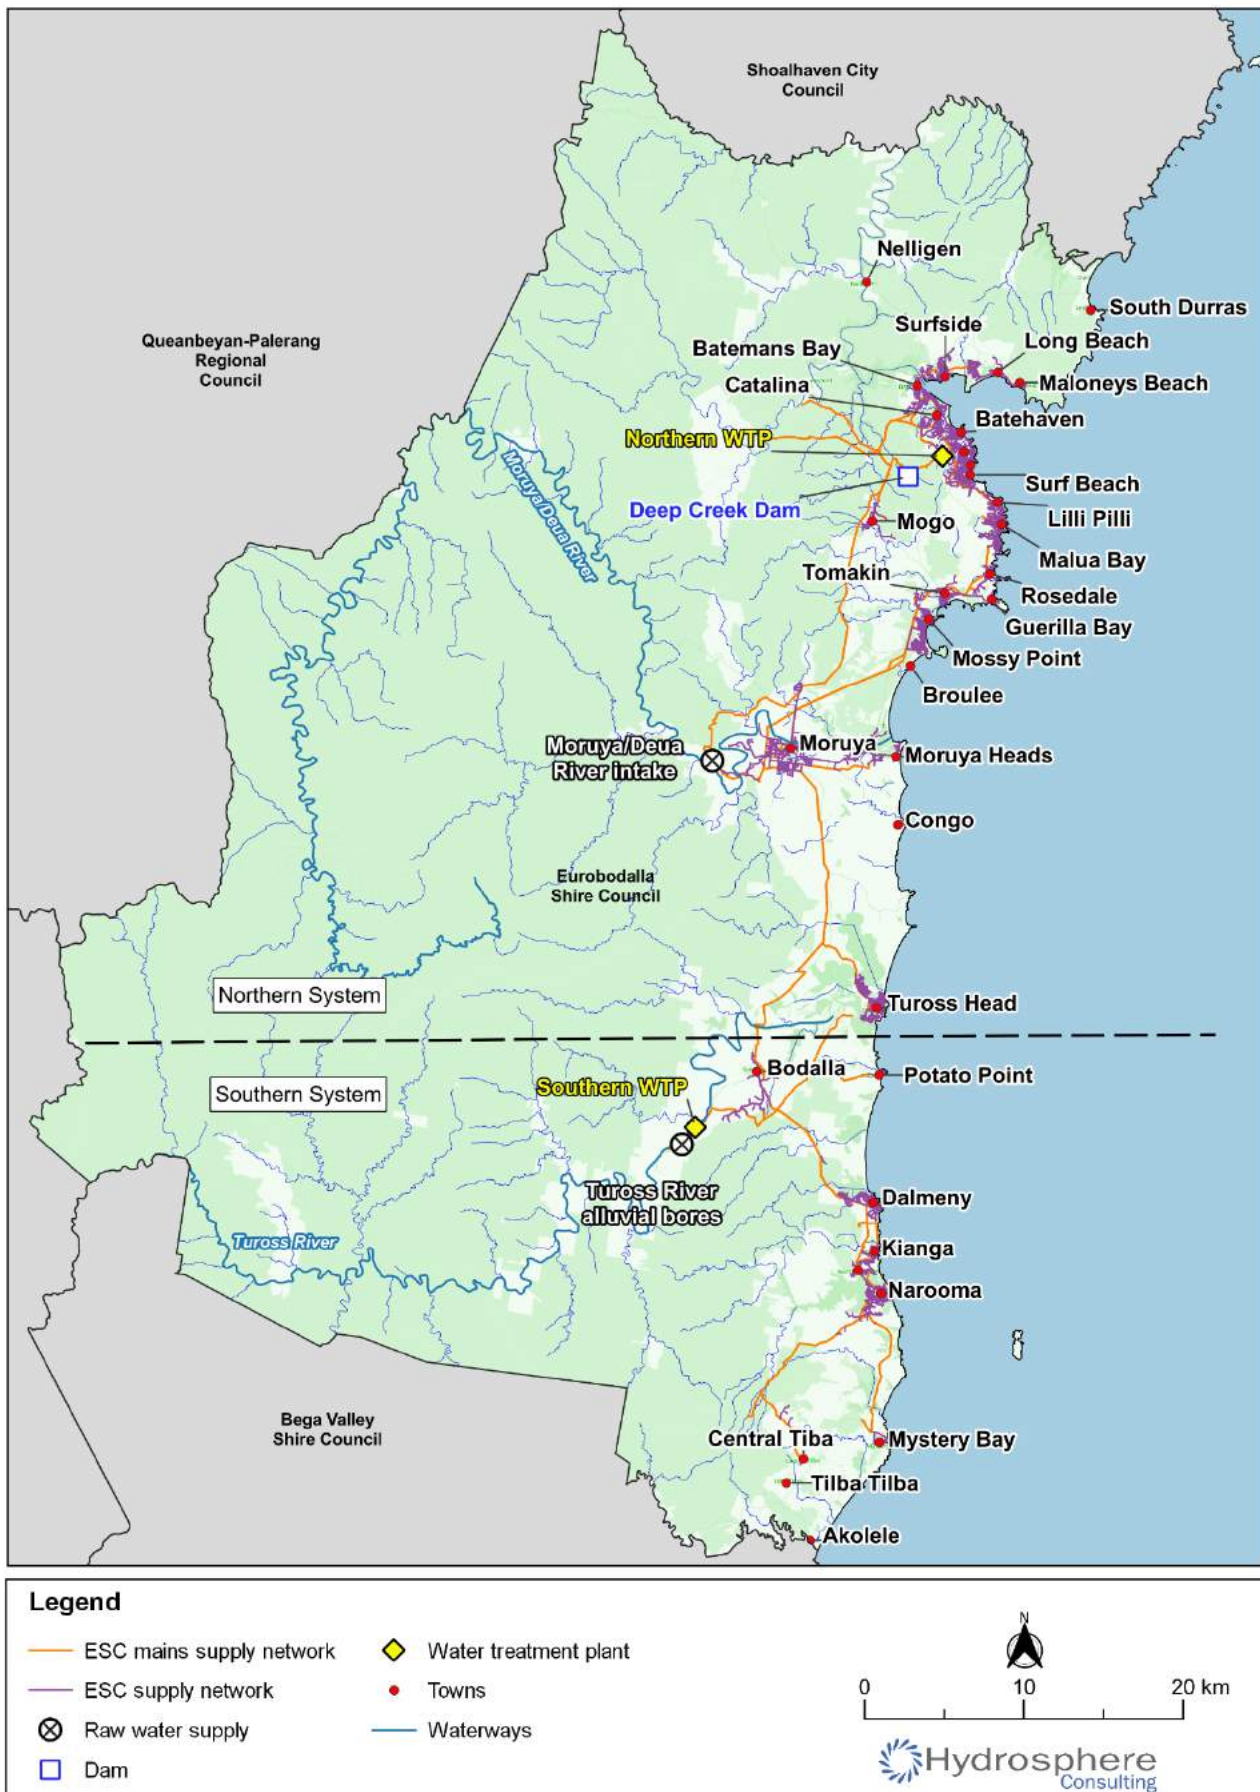 Shoalhaven City
Council
Nelligen
South Durras
Surfside
Long Beach
Queanbeyan-Palerang
Regional
Council
Batemans Bay
Catalina
Maloneys Beach
Batehaven
Northern WTP
Surf Beach
Moruya/Deua River
Deep Creek Dam
Mogo
Lilli Pilli
Malua Bay
Tomakin
Rosedale
Guerilla Bay
Mossy Point
Broulee
Moruya/Deua
River intake
Moruya
Moruya Heads
Congo
Eurobodalla
Shire Council
Northern System
Tuross Head
Southern System
Southern WTP
Bodalla
Potato Point
Tuross River
alluvial bores
Dalmeny
Tuross River
Kianga
Narooma
Bega Valley
Shire Council
Central Tiba
Mystery Bay
Tilba Tilba
Akolele
Legend
ESC mains supply network
ESC supply network
Raw water supply
Dam
Water treatment plant
Towns
Waterways
N
0 10 20 km
Hydrosphere
Consulting